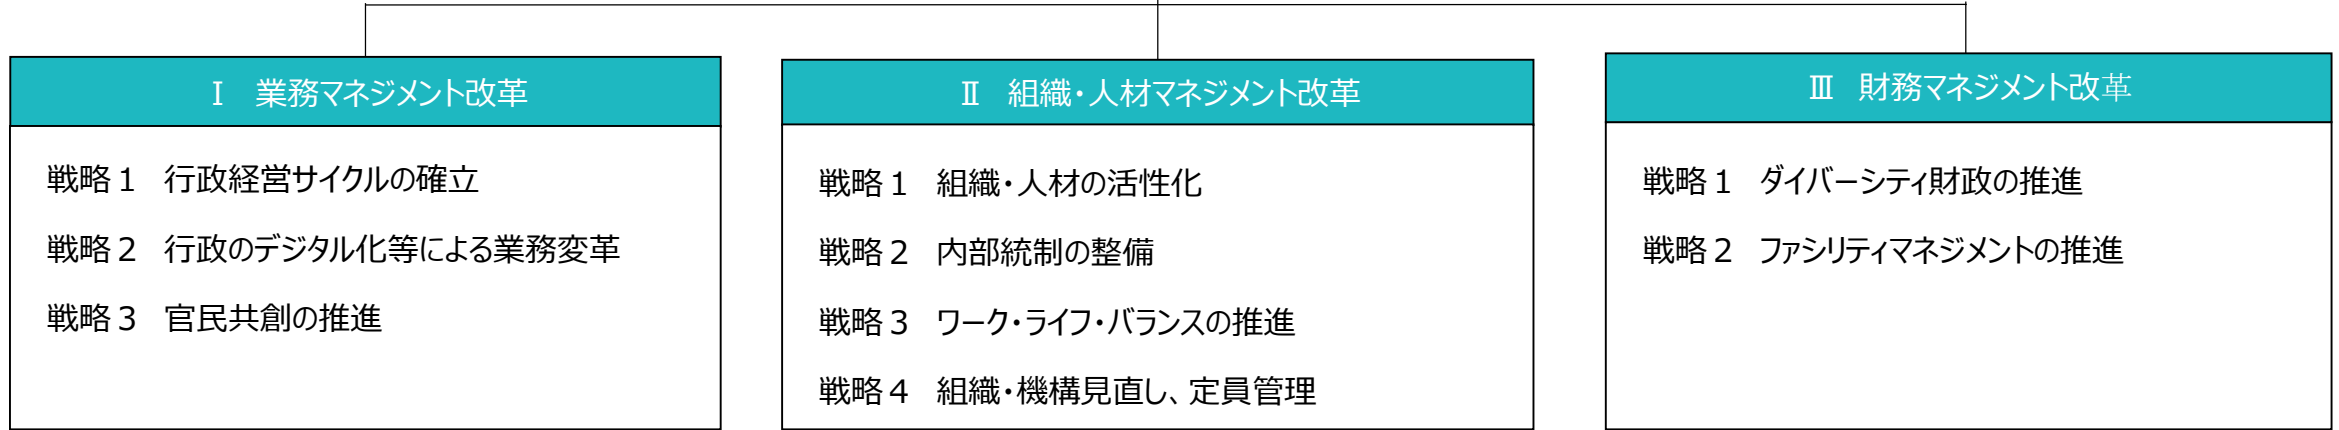 Ⅰ　業務マネジメント改革
戦略１　行政経営サイクルの確立
戦略２　行政のデジタル化等による業務変革
戦略３　官民共創の推進
Ⅱ　組織・人材マネジメント改革
戦略１　組織・人材の活性化
戦略２　内部統制の整備
戦略３　ワーク・ライフ・バランスの推進
戦略４　組織・機構見直し、定員管理
Ⅲ　財務マネジメント改革
戦略１　ダイバーシティ財政の推進
戦略２　ファシリティマネジメントの推進